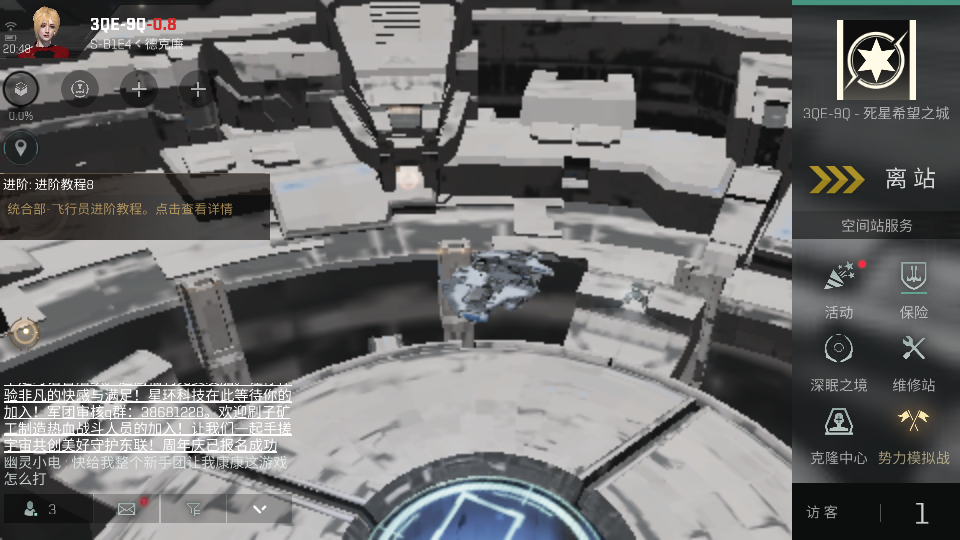 3QE-9Q-0.8
S-B1E4 < 德克廉
20:48
0.0%
进阶: 进阶教程8
统合部-飞行员进阶教程。点击查看详情
验非凡的快感与满足！星环科技在此等待你的
加入！军团审核q群：38681228。欢迎刷子矿
工制造热血战斗人员的加入！让我们一起手搓
宇宙共创美好守护东联！周年庆已报名成功
幽灵小电 : 快给我整个新手团让我康康这游戏
怎么打
3
3QE-9Q - 死星希望之城
离站
空间站服务
活动
保险
深眠之境
维修站
克隆中心
势力模拟战
访客
1